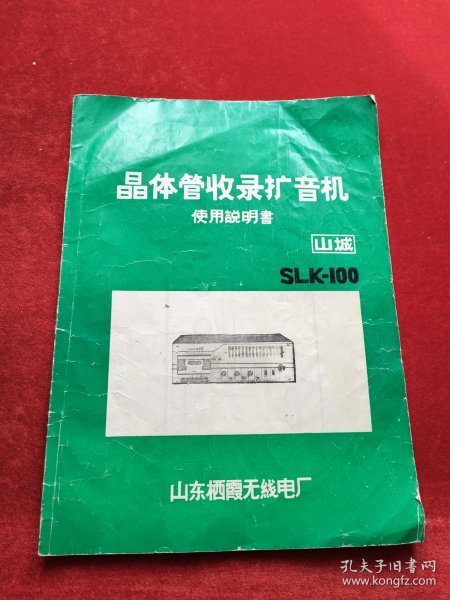 晶体管收录扩音机
使用説明書
山城
SLK-100
山东栖霞无线电厂
孔夫子旧书网
www.kongfz.com